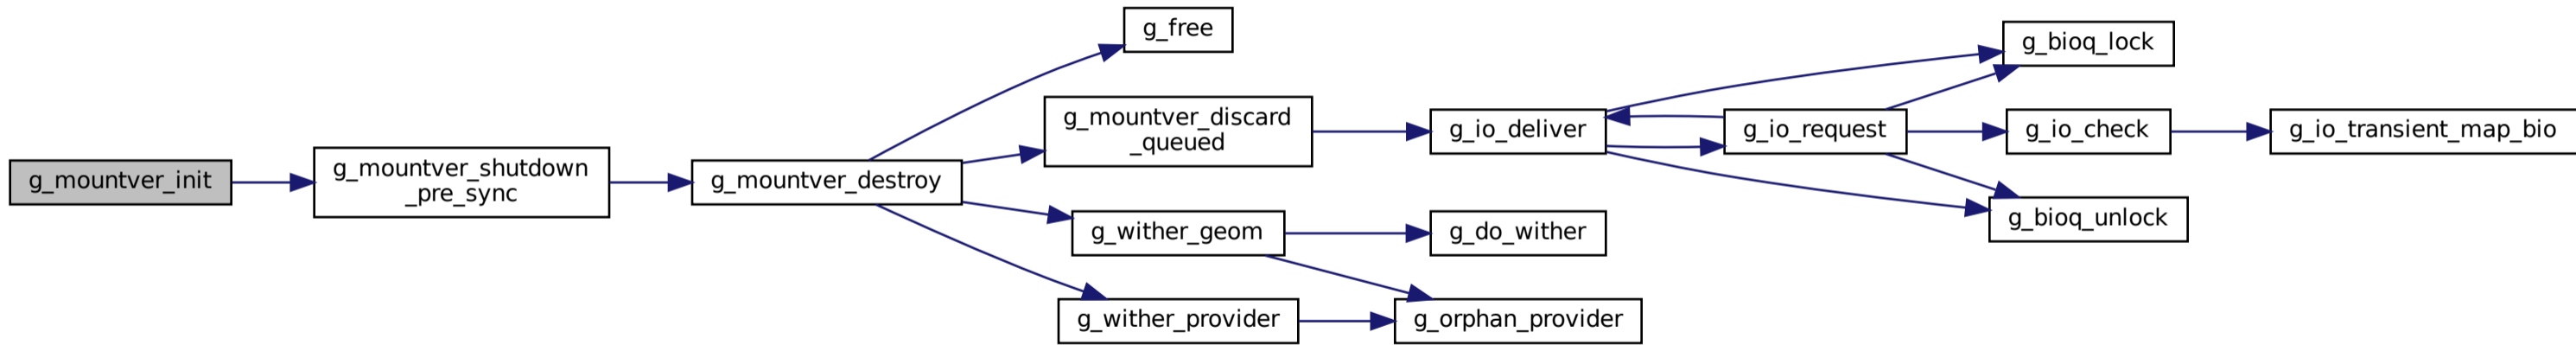 g_mountver_init
g_mountver_shutdown
_pre_sync
g_mountver_destroy
g_free
g_mountver_discard
_queued
g_wither_geom
g_wither_provider
g_io_deliver
g_do_wither
g_orphan_provider
g_io_request
g_bioq_lock
g_io_check
g_bioq_unlock
g_io_transient_map_bio